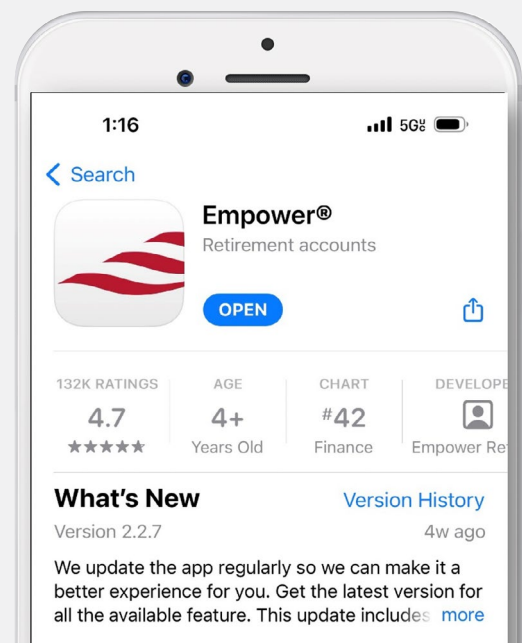 1:16
5G
Search
Empower®
Retirement accounts
OPEN
132K RATINGS
AGE
CHART
DEVELOPE
4.7
4+
#42
Years Old
Finance
Empower Re
What's New
Version History
Version 2.2.7
4w ago
We update the app regularly so we can make it a
better experience for you. Get the latest version for
all the available feature. This update includes more